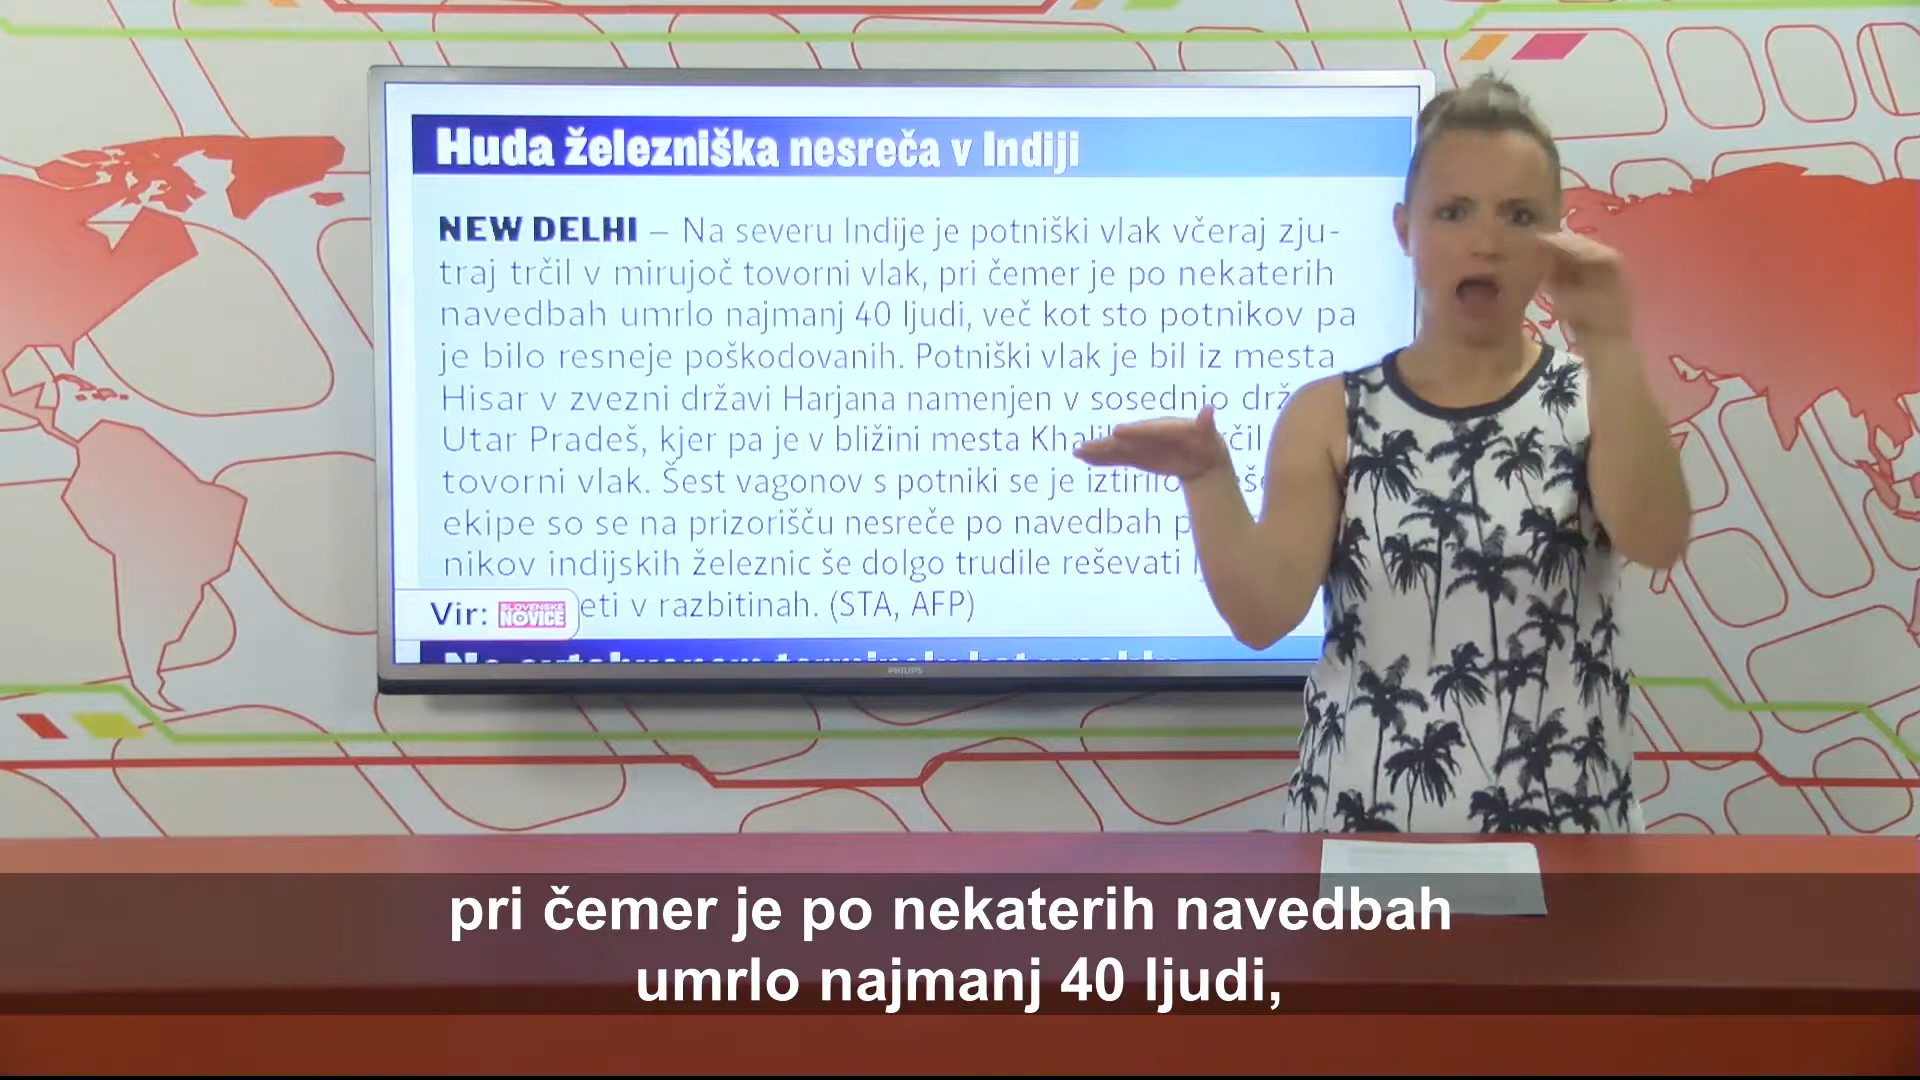 Huda železniška nesreča v Indiji
NEW DELHI – Na severu Indije je potniški vlak včeraj zju-
traj trčil v mirujoč tovorni vlak, pri čemer je po nekaterih
navedbah umrlo najmanj 40 ljudi, več kot sto potnikov pa
je bilo resneje poškodovanih. Potniški vlak je bil iz mesta
Hisar v zvezni državi Harjana namenjen v sosednjo
Utar Pradeš, kjer pa je v bližini mesta
tovorni vlak. Šest vagonov s potniki se je iztirilo
ekipe so se na prizorišču nesreče po navedbah
nikov indijskih železnic še dolgo trudile reševati
v razbitinah. (STA, AFP)
Vir: SLOVENSKE
NOVICE
PHILIPS
pri čemer je po nekaterih navedbah
umrlo najmanj 40 ljudi,